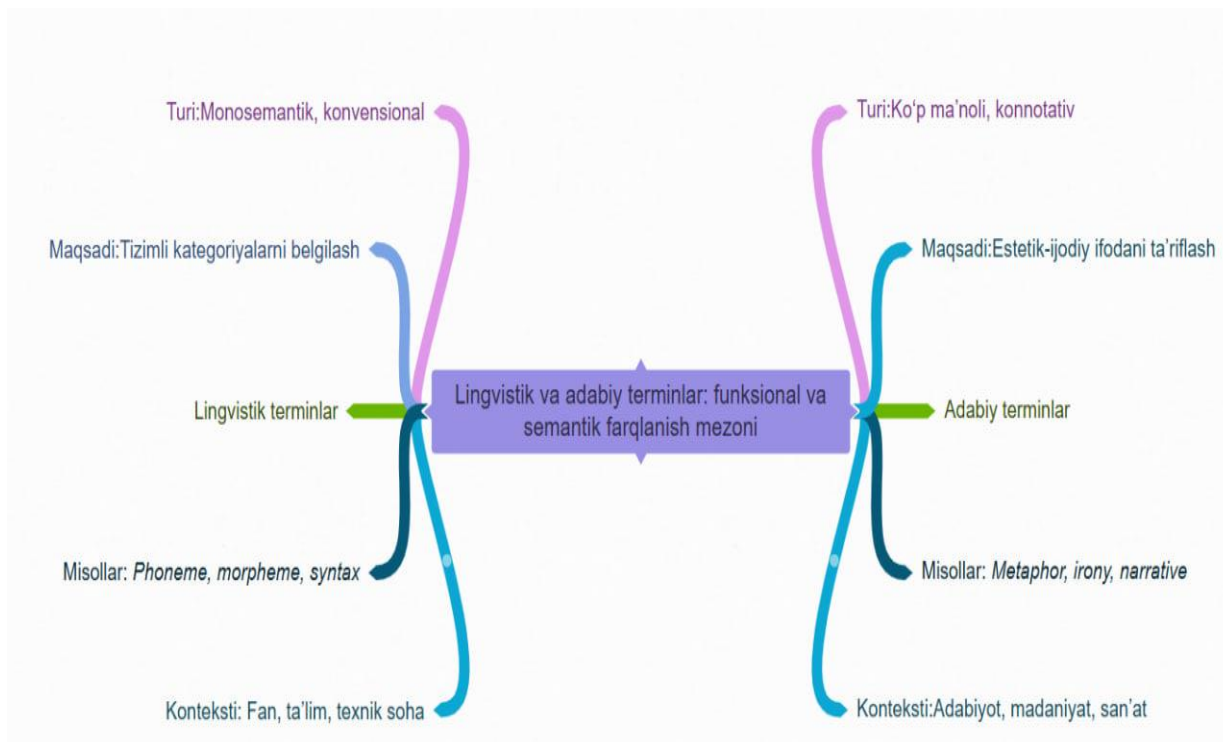 Turi:Monosemantik, konvensional
Maqsadi:Tizimli kategoriyalarni belgilash
Lingvistik terminlar
Misollar: Phoneme, morpheme, syntax
Konteksti: Fan, ta’lim, texnik soha
Lingvistik va adabiy terminlar: funksional va
semantik farqlanish mezoni
Turi:Ko‘p ma’noli, konnotativ
Maqsadi:Estetik-ijodiy ifodani ta’riflash
Adabiy terminlar
Misollar: Metaphor, irony, narrative
Konteksti:Adabiyot, madaniyat, san’at